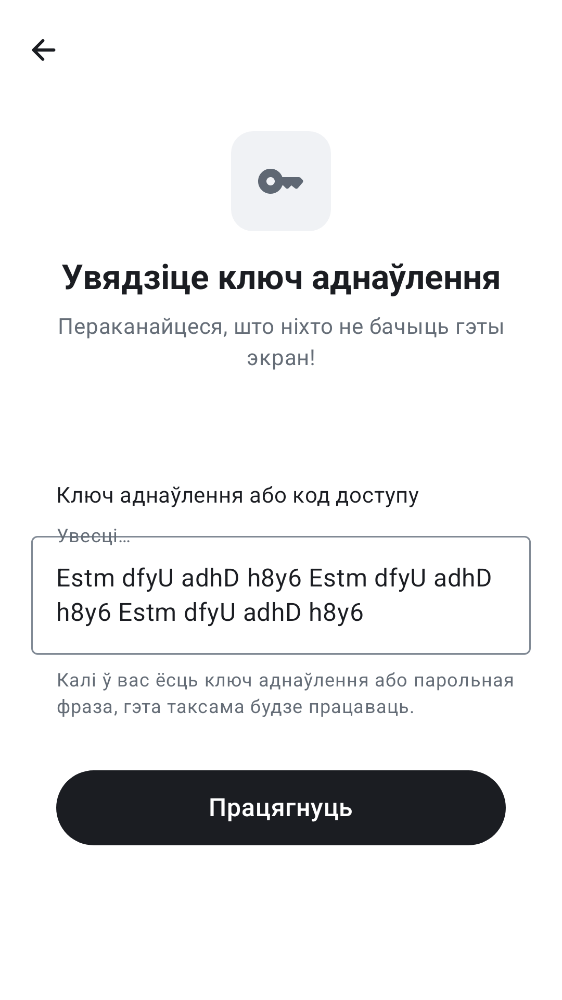 Увядзіце ключ аднаўлення
Пераканайцеся, што ніхто не бачыць гэты
экран!
Ключ аднаўлення або код доступу
Увесці…
Estm dfyU adhD h8y6 Estm dfyU adhD
h8y6 Estm dfyU adhD h8y6
Калі ў вас ёсць ключ аднаўлення або парольная
фраза, гэта таксама будзе працаваць.
Працягнуць